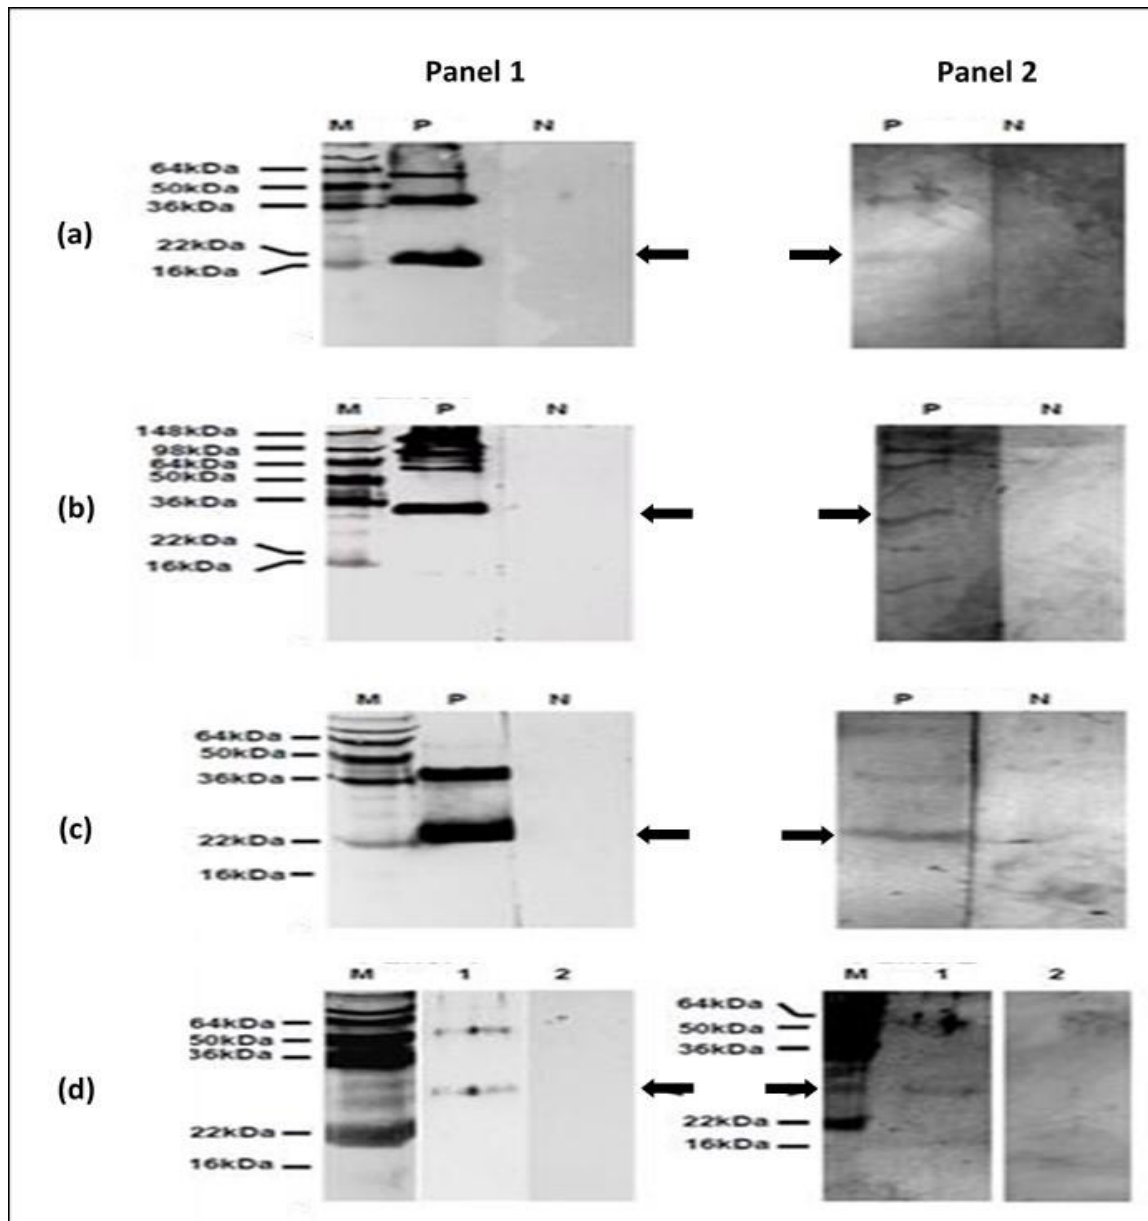 Panel 1 Panel 2
M P N P N
64kDa
50kDa
36kDa
(a)
22kDa
16kDa
M P N P N
148kDa
98kDa
64kDa
50kDa
36kDa
(b)
22kDa
16kDa
M P N P N
64kDa
50kDa
36kDa
(c)
22kDa
16kDa
M 1 2 M 1 2
64kDa 64kDa
50kDa 50kDa
36kDa 36kDa
(d)
22kDa 22kDa
16kDa 16kDa